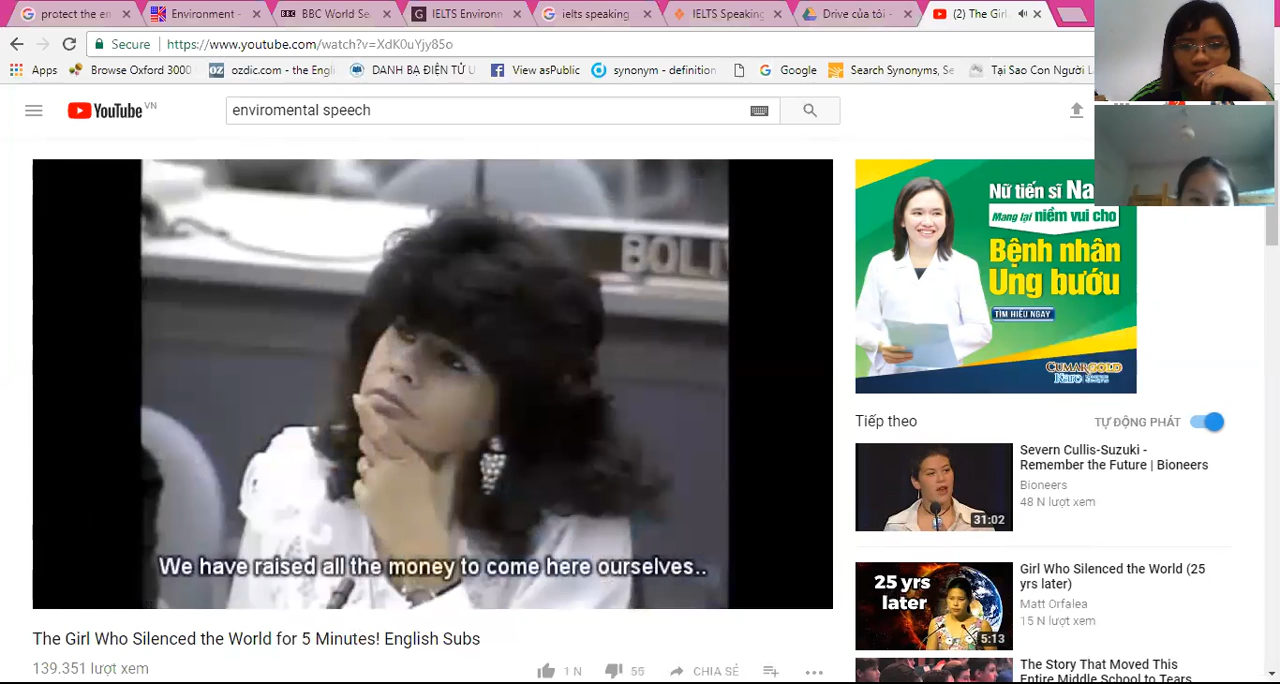 protect the en
Environment -
BBC World Se
IELTS Environm
ielts speaking
IELTS Speaking
Drive của tôi -
(2) The Girl
Secure
https://www.youtube.com/watch?v=XdK0uYjy85o
Apps
Browse Oxford 3000
ozdic.com - the Engli
DANH BẠ ĐIỆN TỬ U
View asPublic
synonym - definition
Google
Search Synonyms, Se
Tại Sao Con Người L
YouTube VN
enviromental speech
BOLIV
We have raised all the money to come here ourselves..
The Girl Who Silenced the World for 5 Minutes! English Subs
139.351 lượt xem
1 N
55
CHIA SẺ
Nữ tiến sĩ Na
Mang lại niềm vui cho
Bệnh nhân
Ung bướu
TÌM HIỂU NGAY
CUMARGOLD
Kare
Tiếp theo
TỰ ĐỘNG PHÁT
Severn Cullis-Suzuki -
Remember the Future | Bioneers
Bioneers
48 N lượt xem
31:02
Girl Who Silenced the World (25
yrs later)
Matt Orfalea
15 N lượt xem
25 yrs
later
5:13
The Story That Moved This
Entire Middle School to Tears